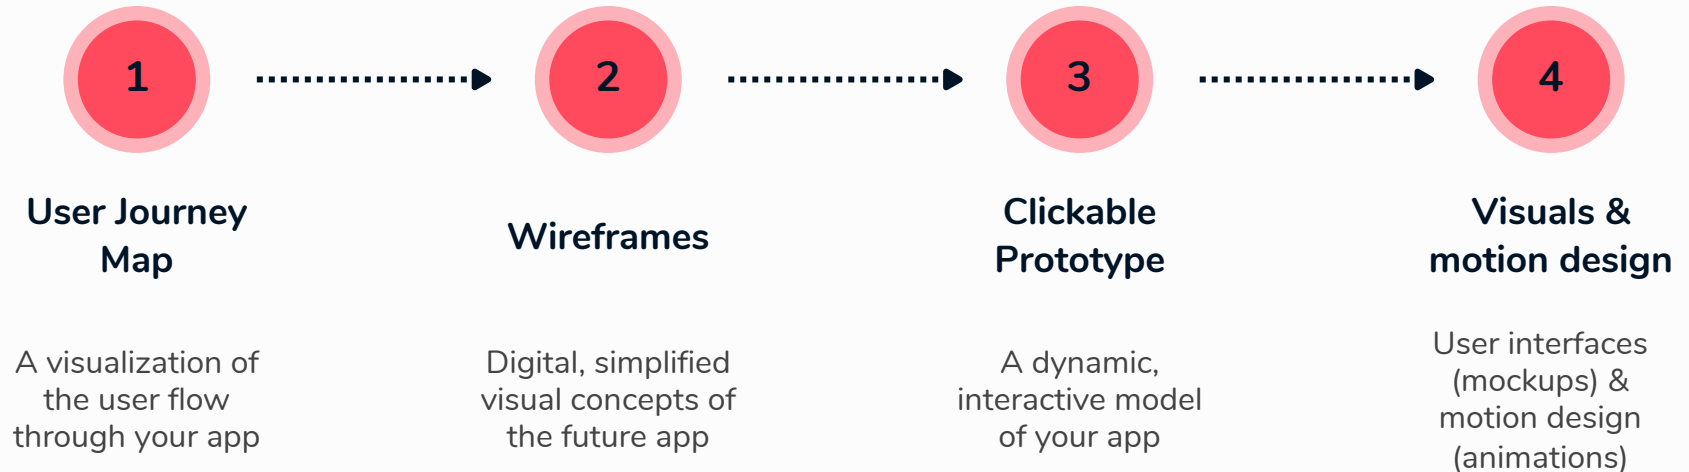 1
2
3
4
User Journey
Map
Wireframes
Clickable
Prototype
Visuals &
motion design
A visualization of
the user flow
through your app
Digital, simplified
visual concepts of
the future app
A dynamic,
interactive model
of your app
User interfaces
(mockups) &
motion design
(animations)